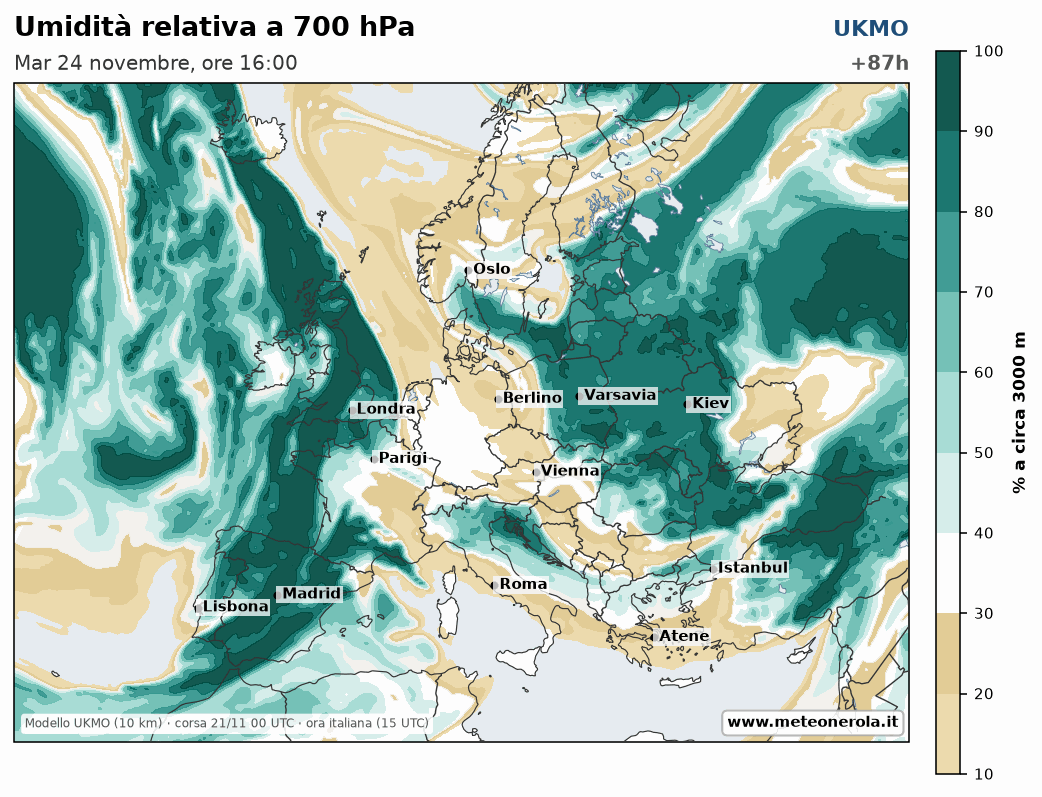 Umidità relativa a 700 hPa
UKMO
Mar 24 novembre, ore 16:00
+87h
100
90
80
70
60
50
40
30
20
10
% a circa 3000 m
Oslo
Berlino
Varsavia
Kiev
Londra
Parigi
Vienna
Istanbul
Roma
Madrid
Lisbona
Atene
Modello UKMO (10 km) · corsa 21/11 00 UTC · ora italiana (15 UTC)
www.meteonerola.it